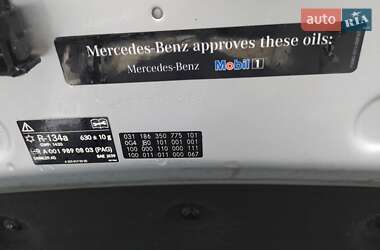 auto RIA
Mercedes-Benz approves these oils:
Mercedes-Benz Mobil 1
R-134a 630 ± 10 g
A 001 989 08 03 (PAG)
031 186 350 775 101
0G4 JB0 101 001 001
100 000 110 000 111
100 011 011 000 067